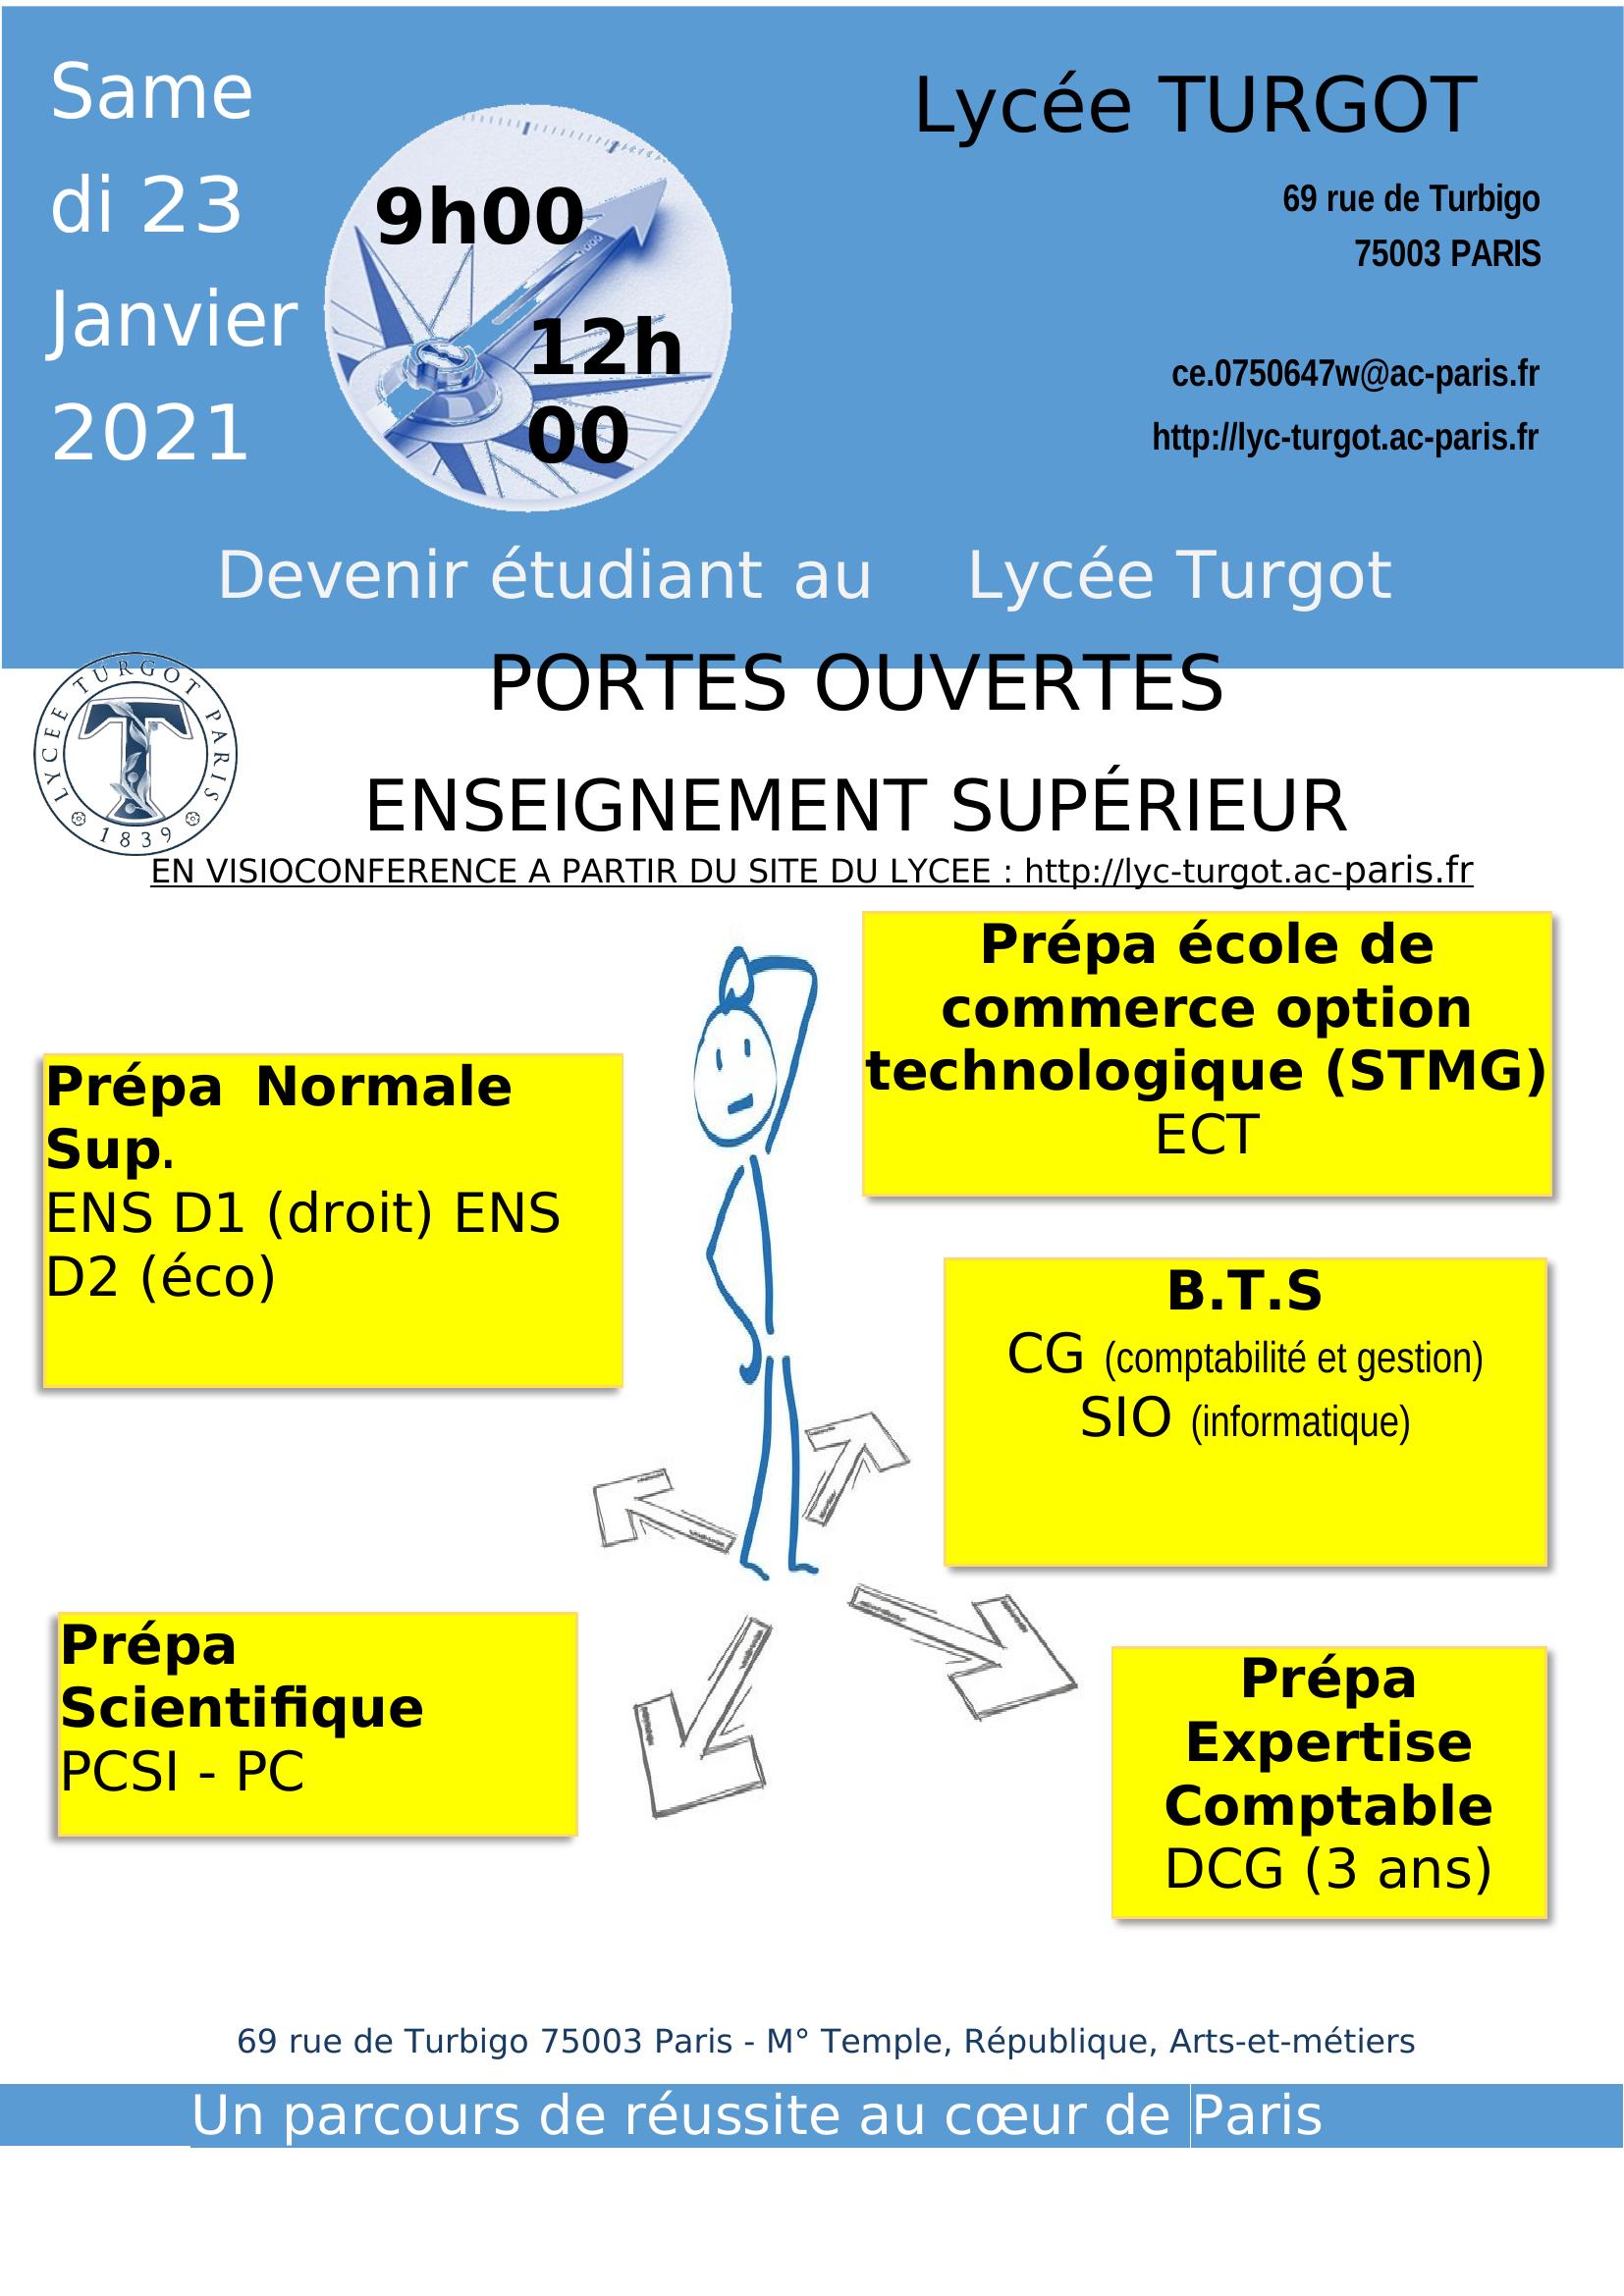 Same
di 23
Janvier
2021
9h00
12h
00
Lycée TURGOT
69 rue de Turbigo
75003 PARIS
ce.0750647w@ac-paris.fr
http://lyc-turgot.ac-paris.fr
Devenir étudiant au Lycée Turgot
PORTES OUVERTES
LYCEE TURGOT PARIS
1839
ENSEIGNEMENT SUPÉRIEUR
EN VISIOCONFERENCE A PARTIR DU SITE DU LYCEE : http://lyc-turgot.ac-paris.fr
Prépa école de
commerce option
technologique (STMG)
ECT
Prépa Normale
Sup.
ENS D1 (droit) ENS
D2 (éco)
B.T.S
CG (comptabilité et gestion)
SIO (informatique)
Prépa
Scientifique
PCSI - PC
Prépa
Expertise
Comptable
DCG (3 ans)
69 rue de Turbigo 75003 Paris - M° Temple, République, Arts-et-métiers
Un parcours de réussite au cœur de Paris